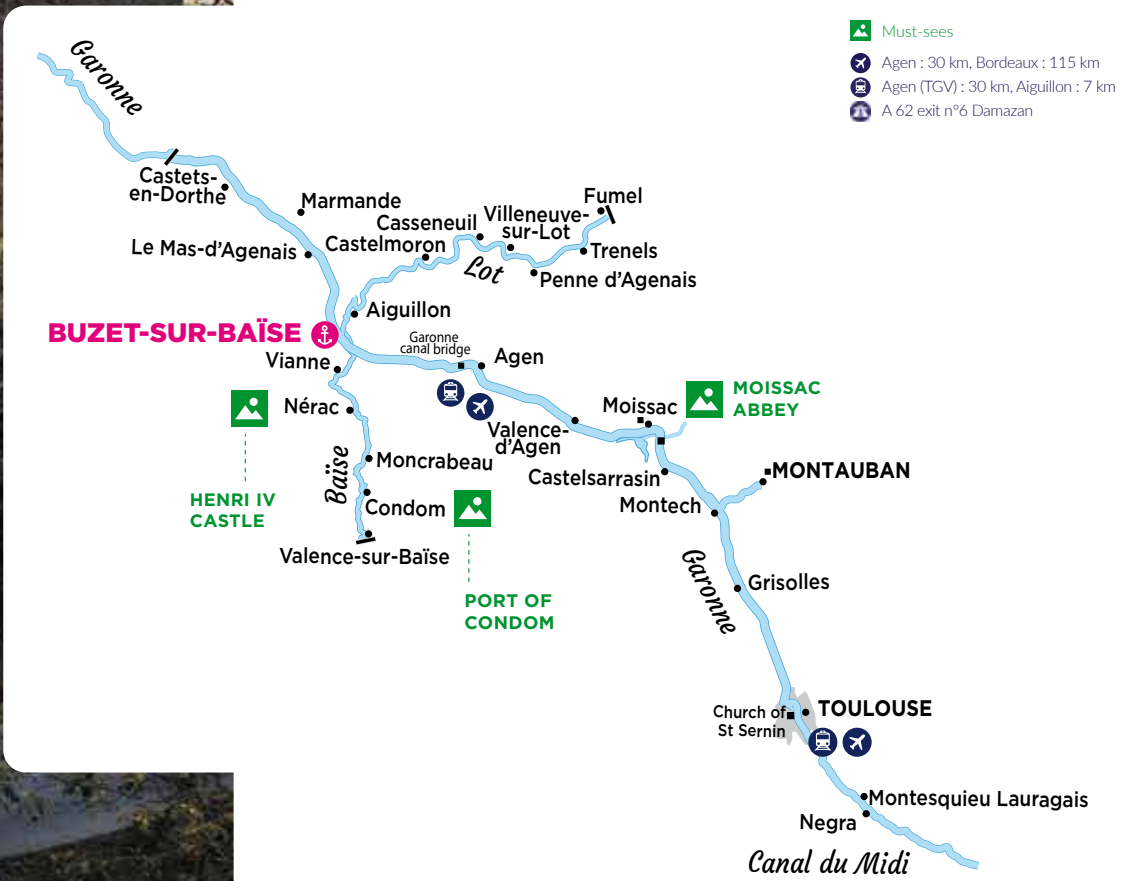 Must-sees
Agen : 30 km, Bordeaux : 115 km
Agen (TGV) : 30 km, Aiguillon : 7 km
A 62 exit n°6 Damazan
Garonne
Castets-
en-Dorthe
Marmande
Le Mas-d'Agenais
Fumel
Villeneuve-
sur-Lot
Casseneuil
Castelmoron
Trenels
Lot
Penne d'Agenais
Aiguillon
BUZET-SUR-BAÏSE
Garonne
canal bridge
Agen
Vianne
Nérac
HENRI IV
CASTLE
Baïse
Moncrabeau
Condom
PORT OF
CONDOM
Valence-sur-Baïse
Valence-
d'Agen
Moissac
MOISSAC
ABBEY
Castelsarrasin
MONTAUBAN
Montech
Garonne
Grisolles
Church of
St Sernin
TOULOUSE
Montesquieu Lauragais
Negra
Canal du Midi